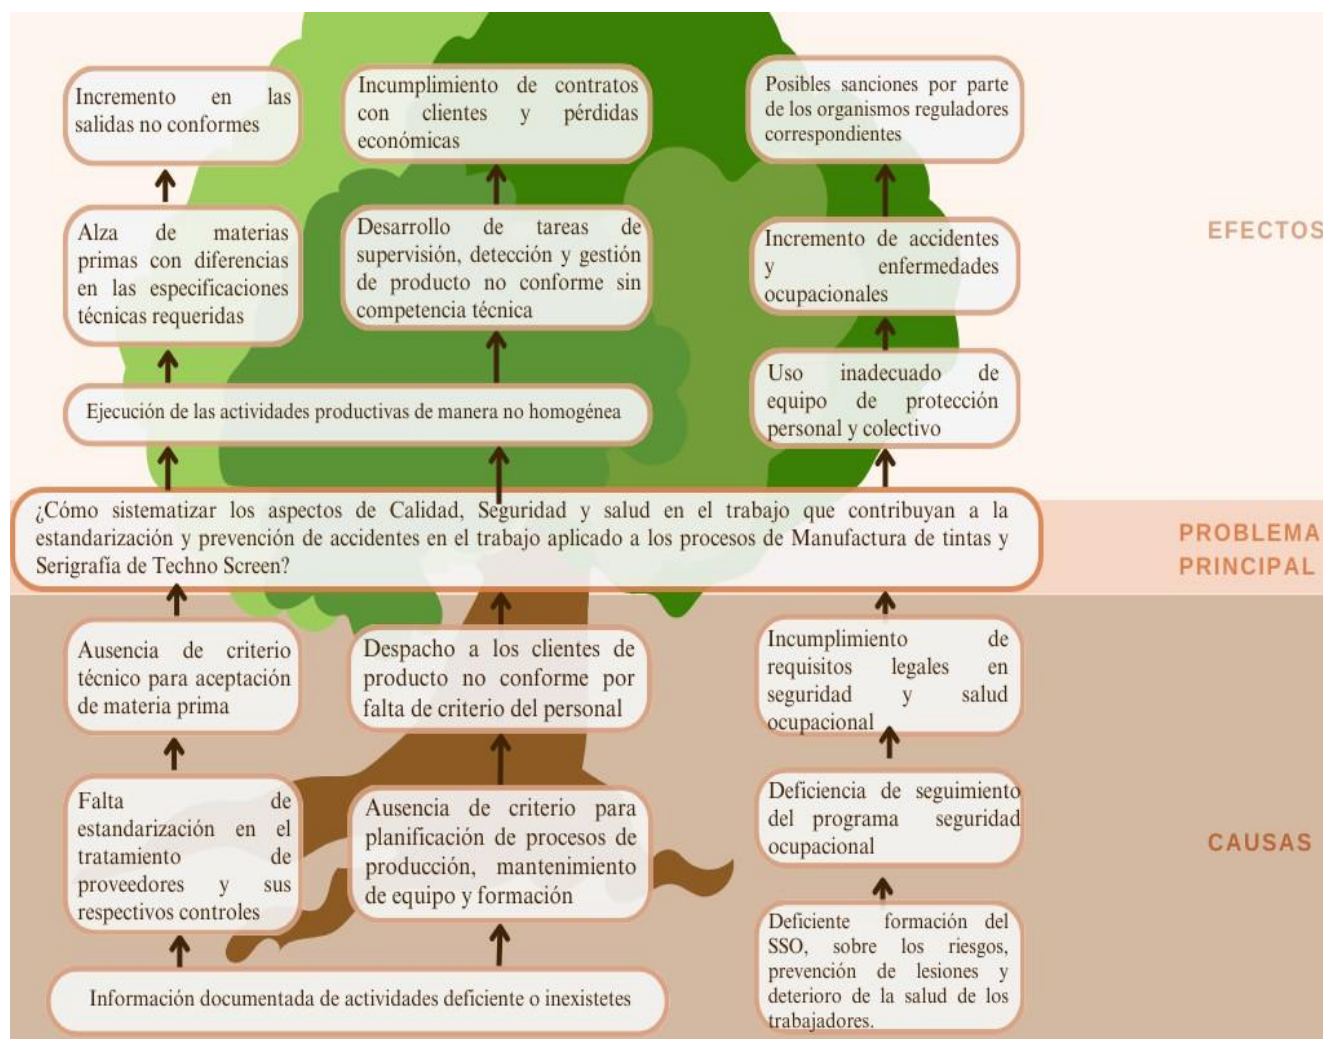 Incremento en las
salidas no conformes
Incumplimiento de contratos
con clientes y pérdidas
económicas
Posibles sanciones por parte
de los organismos reguladores
correspondientes
Alza de materias
primas con diferencias
en las especificaciones
técnicas requeridas
Desarrollo de tareas de
supervisión, detección y gestión
de producto no conforme sin
competencia técnica
Incremento de accidentes
y enfermedades
ocupacionales
EFECTOS
Ejecución de las actividades productivas de manera no homogénea
Uso inadecuado de
equipo de protección
personal y colectivo
¿Cómo sistematizar los aspectos de Calidad, Seguridad y salud en el trabajo que contribuyan a la
estandarización y prevención de accidentes en el trabajo aplicado a los procesos de Manufactura de tintas y
Serigrafía de Techno Screen?
PROBLEMA
PRINCIPAL
Ausencia de criterio
técnico para aceptación
de materia prima
Despacho a los clientes de
producto no conforme por
falta de criterio del personal
Incumplimiento de
requisitos legales en
seguridad y salud
ocupacional
Falta de
estandarización en el
tratamiento de
proveedores y sus
respectivos controles
Ausencia de criterio para
planificación de procesos de
producción, mantenimiento
de equipo y formación
Deficiencia de seguimiento
del programa seguridad
ocupacional
CAUSAS
Información documentada de actividades deficiente o inexistetes
Deficiente formación del
SSO, sobre los riesgos,
prevención de lesiones y
deterioro de la salud de los
trabajadores.